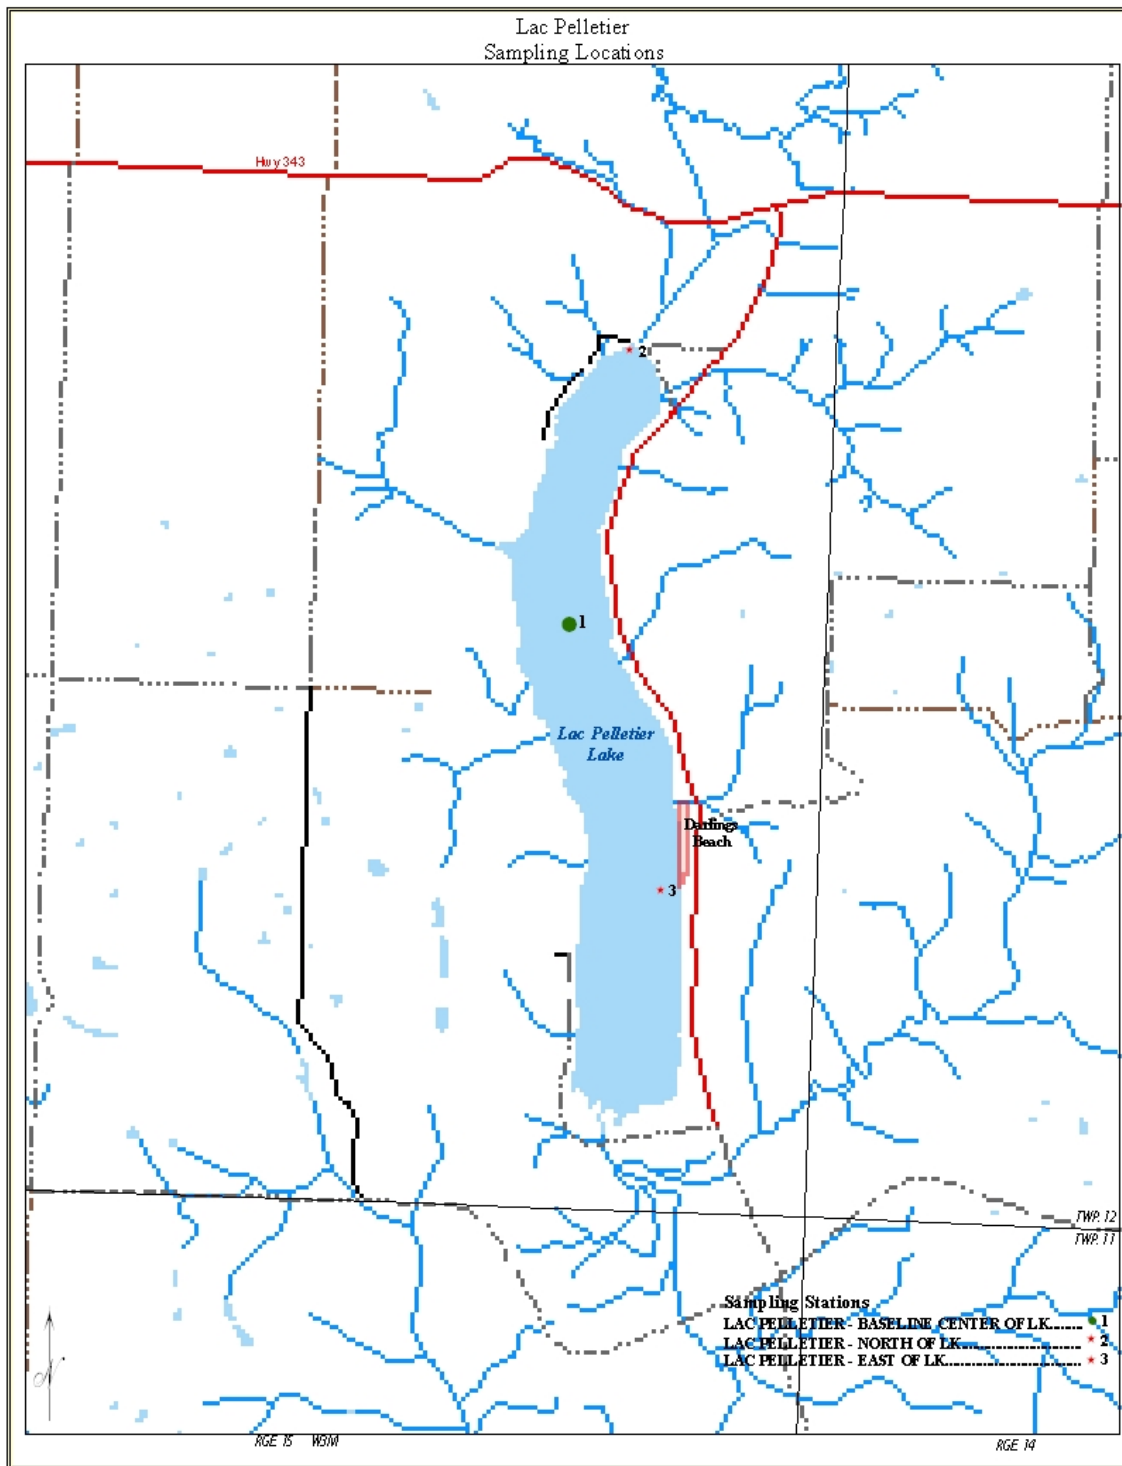 Lac Pelletier
Sampling Locations
Hwy 343
2
1
Lac Pelletier
Lake
Darlings
Beach
3
TWP. 12
TWP. 11
Sampling Stations
LAC PELLETIER - BASELINE CENTER OF LK........ 1
LAC PELLETIER - NORTH OF LK.............................. 2
LAC PELLETIER - EAST OF LK.................................. 3
N
RGE 15 W3M
RGE 14